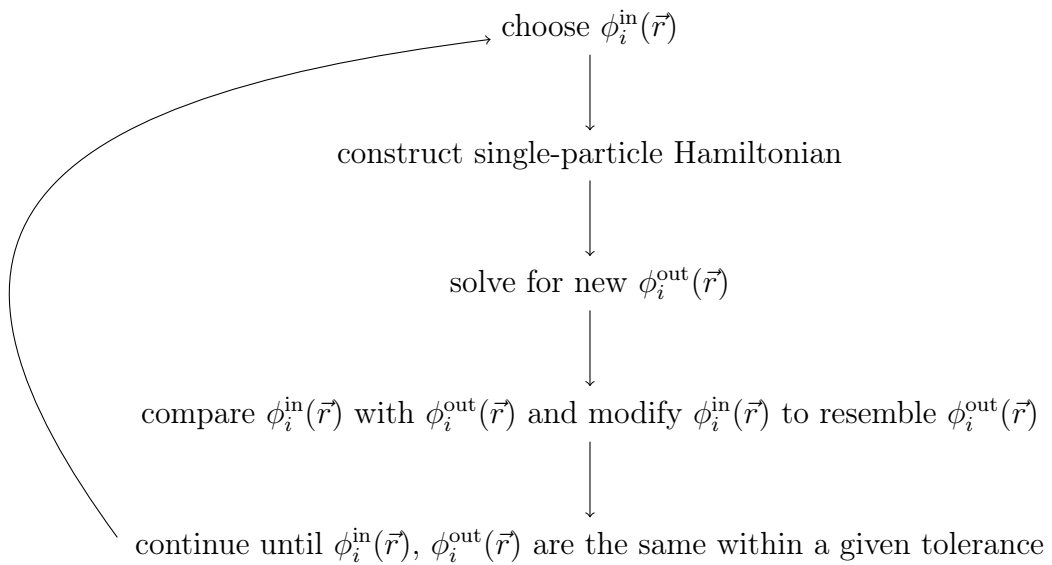 choose $\phi_i^{\text{in}}(\vec{r})$
construct single-particle Hamiltonian
solve for new $\phi_i^{\text{out}}(\vec{r})$
compare $\phi_i^{\text{in}}(\vec{r})$ with $\phi_i^{\text{out}}(\vec{r})$ and modify $\phi_i^{\text{in}}(\vec{r})$ to resemble $\phi_i^{\text{out}}(\vec{r})$
continue until $\phi_i^{\text{in}}(\vec{r})$, $\phi_i^{\text{out}}(\vec{r})$ are the same within a given tolerance